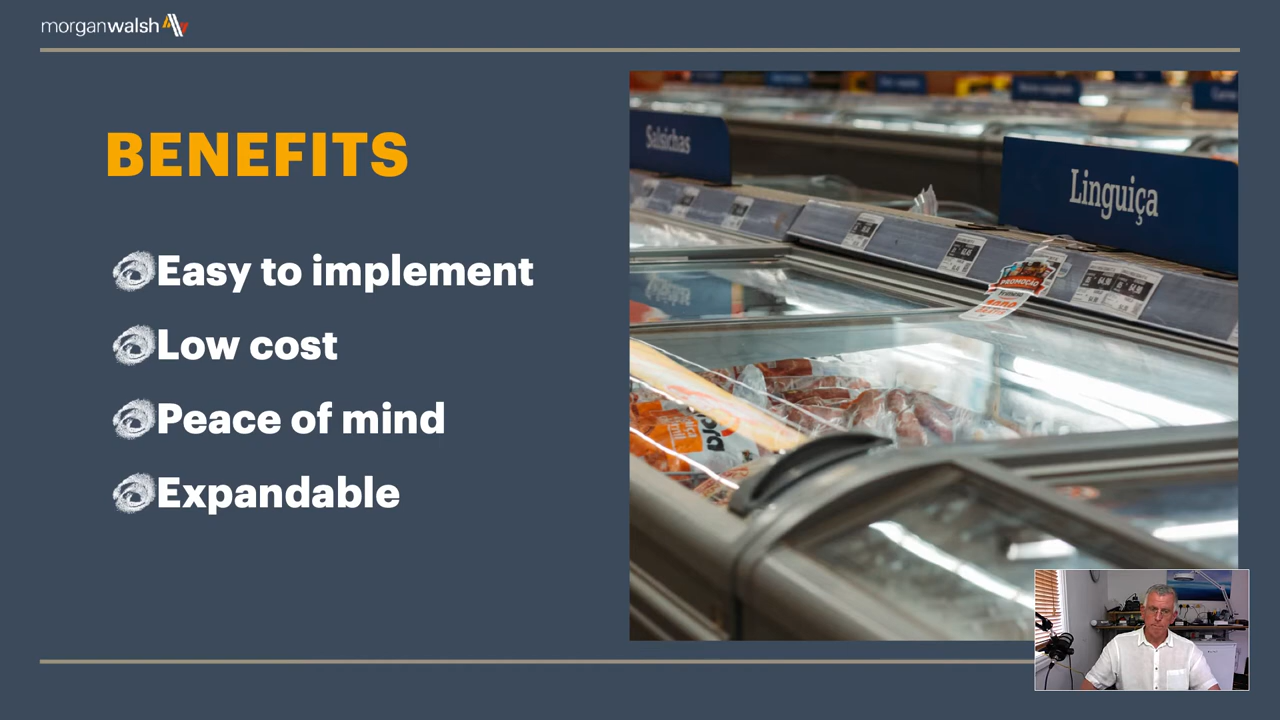 morganwalsh
BENEFITS
Easy to implement
Low cost
Peace of mind
Expandable
Salsichas
Linguiça
PROMOÇÃO